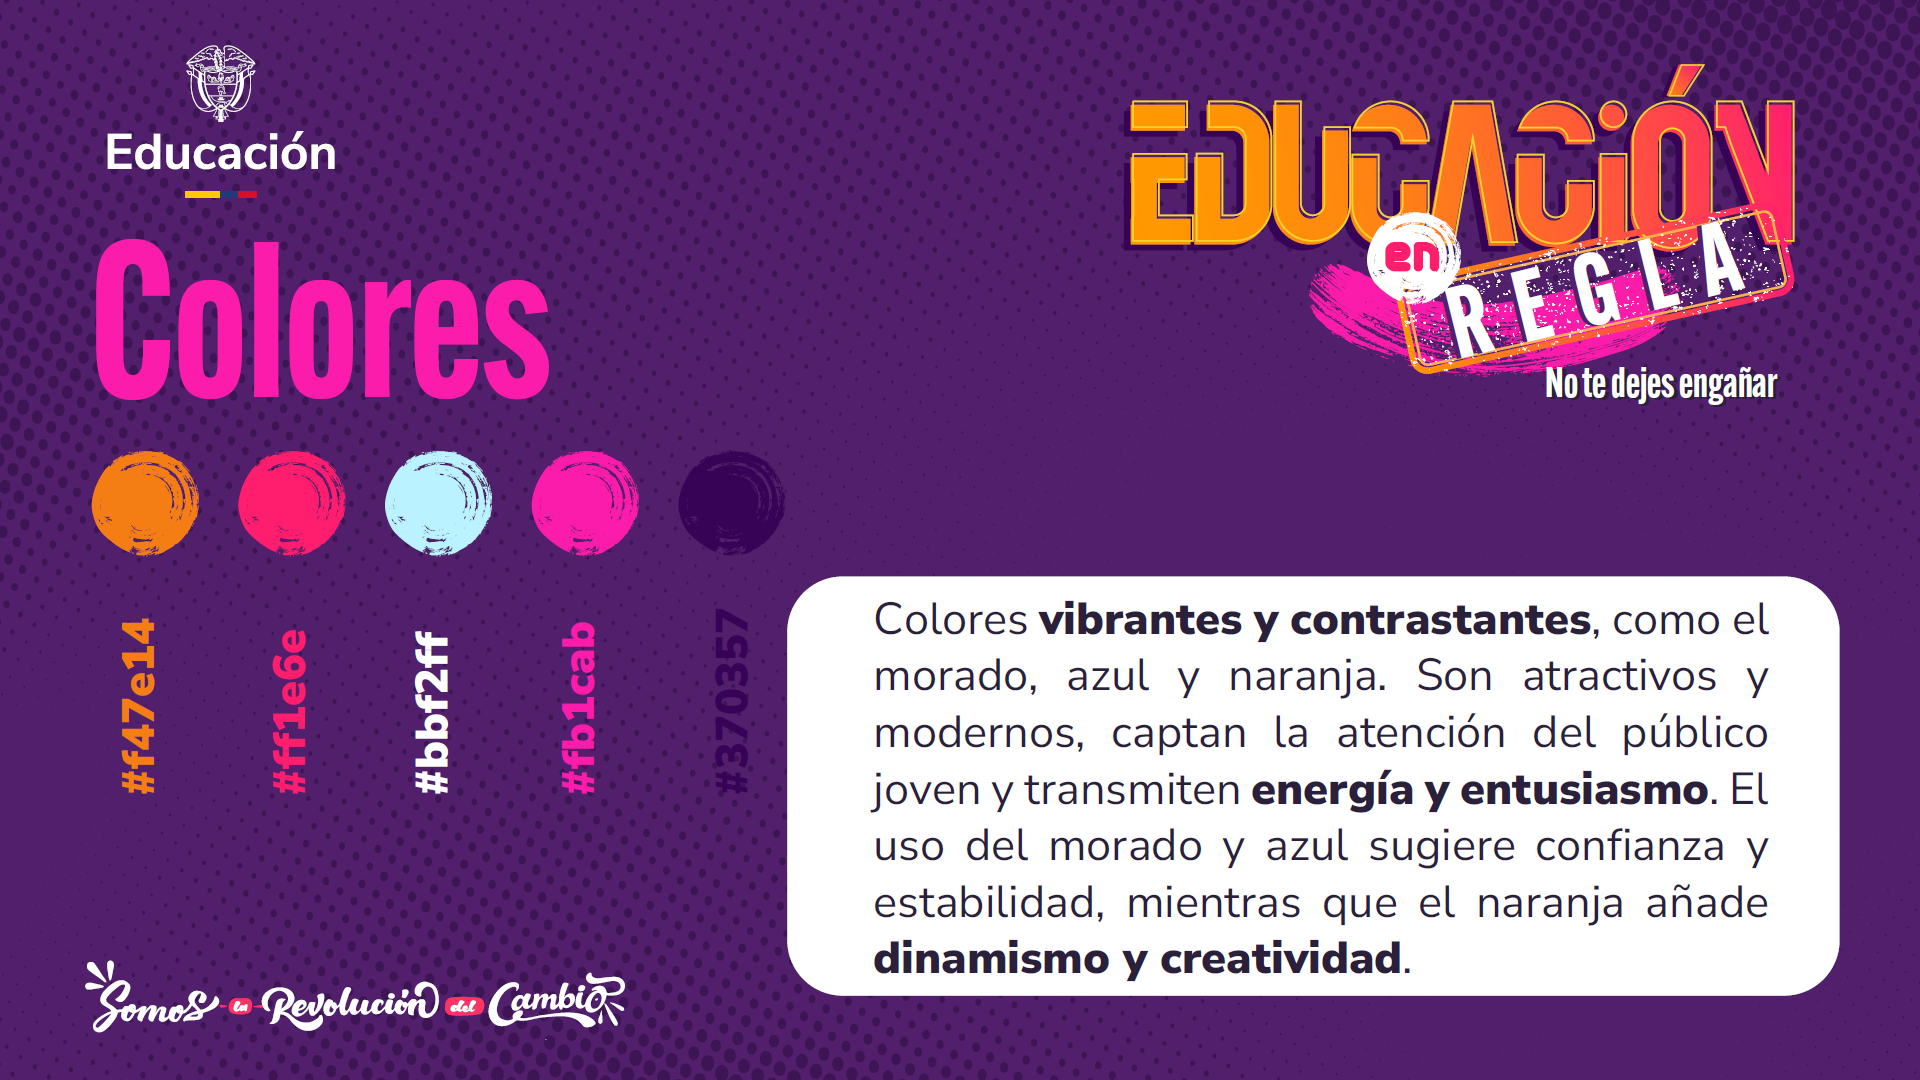 Educación
EDUCACIÓN
en
REGLA
No te dejes engañar
Colores
#f47e14
#ff1e6e
#bbf2ff
#fb1cab
#370357
Colores vibrantes y contrastantes, como el
morado, azul y naranja. Son atractivos y
modernos, captan la atención del público
joven y transmiten energía y entusiasmo. El
uso del morado y azul sugiere confianza y
estabilidad, mientras que el naranja añade
dinamismo y creatividad.
Somos la Revolución del Cambio